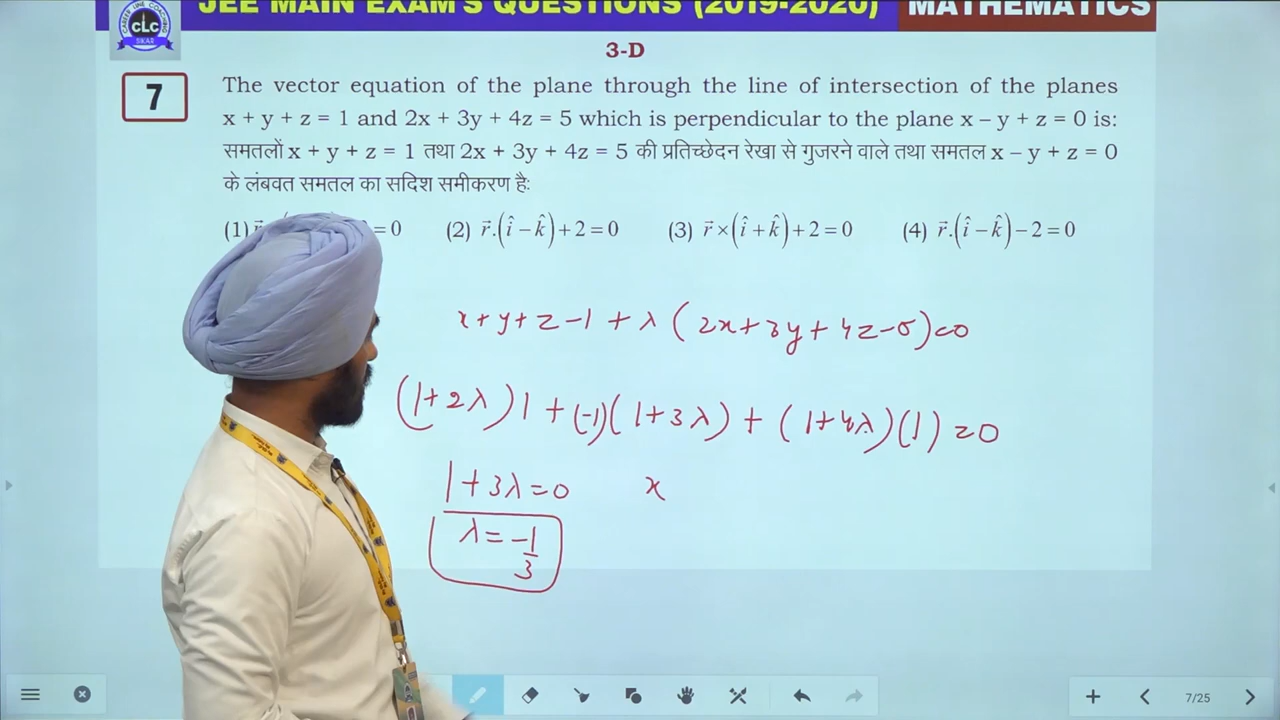 JEE MAIN EXAM'S QUESTIONS (2019-2020) MATHEMATICS
CLC
3-D
7
The vector equation of the plane through the line of intersection of the planes
x + y + z = 1 and 2x + 3y + 4z = 5 which is perpendicular to the plane x – y + z = 0 is:
समतलों x + y + z = 1 तथा 2x + 3y + 4z = 5 की प्रतिच्छेदन रेखा से गुजरने वाले तथा समतल x – y + z = 0
के लंबवत समतल का सदिश समीकरण है:
(1) =0 (2) r⃗.(î−k̂)+2=0 (3) r⃗×(î+k̂)+2=0 (4) r⃗.(î−k̂)−2=0
x+y+z-1+λ(2x+3y+4z-5)=0
(1+2λ)1+(-1)(1+3λ)+(1+4λ)(1)=0
1+3λ=0 x
λ=-1/3
7/25